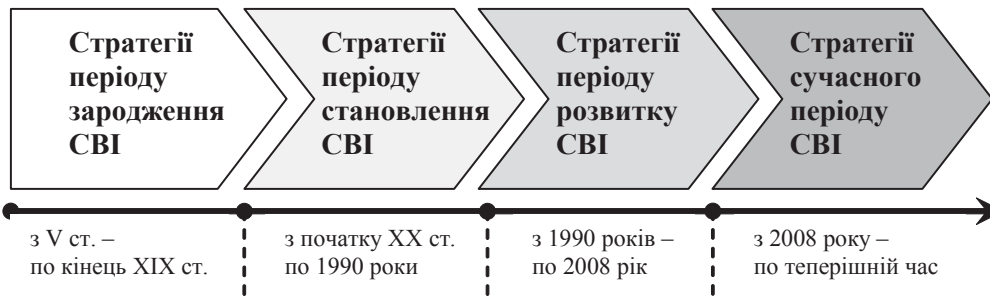 Стратегії
періоду
зародження
СВІ
Стратегії
періоду
становлення
СВІ
Стратегії
періоду
розвитку
СВІ
Стратегії
сучасного
періоду
СВІ
з V ст. –
по кінець XIX ст.
з початку XX ст.
по 1990 роки
з 1990 років –
по 2008 рік
з 2008 року –
по теперішній час